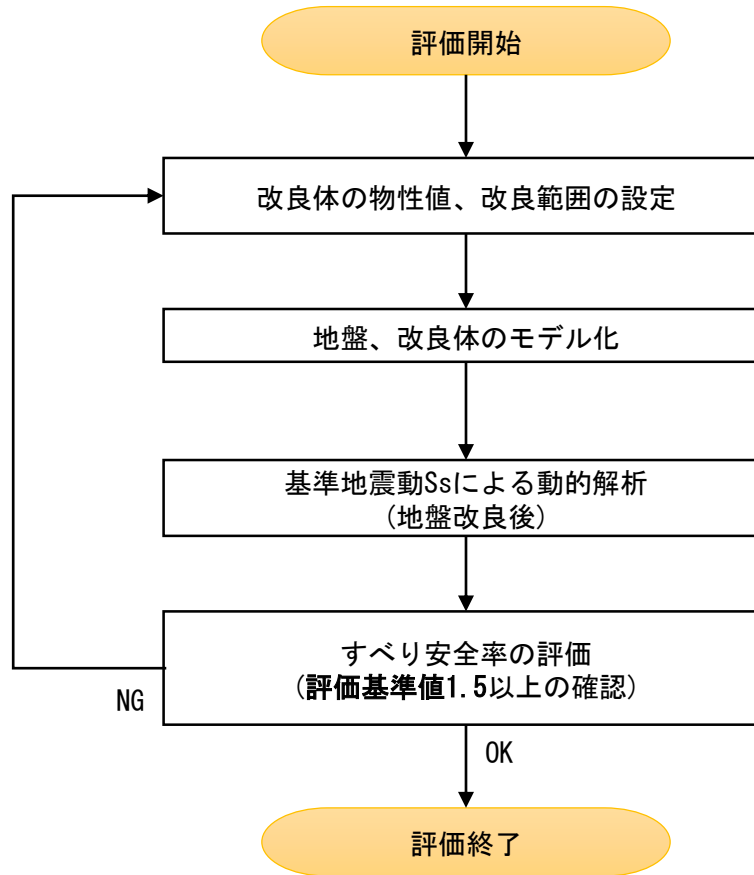 評価開始
改良体の物性値、改良範囲の設定
地盤、改良体のモデル化
基準地震動Ssによる動的解析
(地盤改良後)
すべり安全率の評価
(評価基準値1.5以上の確認)
NG
OK
評価終了